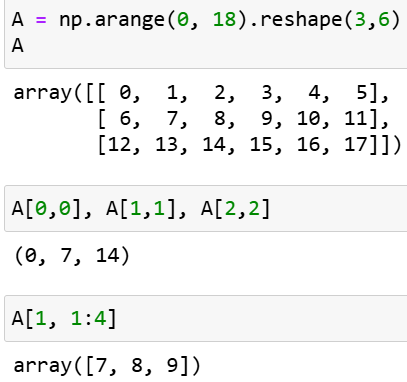 A = np.arange(0, 18).reshape(3,6)
A
array([[ 0,  1,  2,  3,  4,  5],
       [ 6,  7,  8,  9, 10, 11],
       [12, 13, 14, 15, 16, 17]])
A[0,0], A[1,1], A[2,2]
(0, 7, 14)
A[1, 1:4]
array([7, 8, 9])